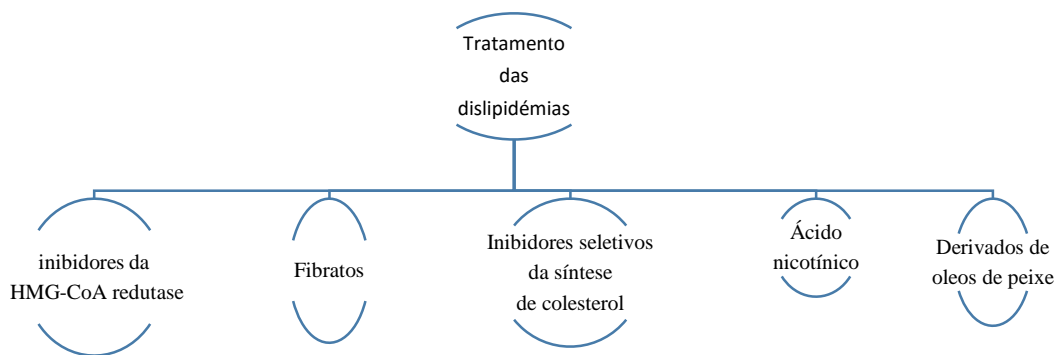 Tratamento
das
dislipidémias
inibidores da
HMG-CoA redutase
Fibratos
Inibidores seletivos
da síntese
de colesterol
Ácido
nicotínico
Derivados de
oleos de peixe